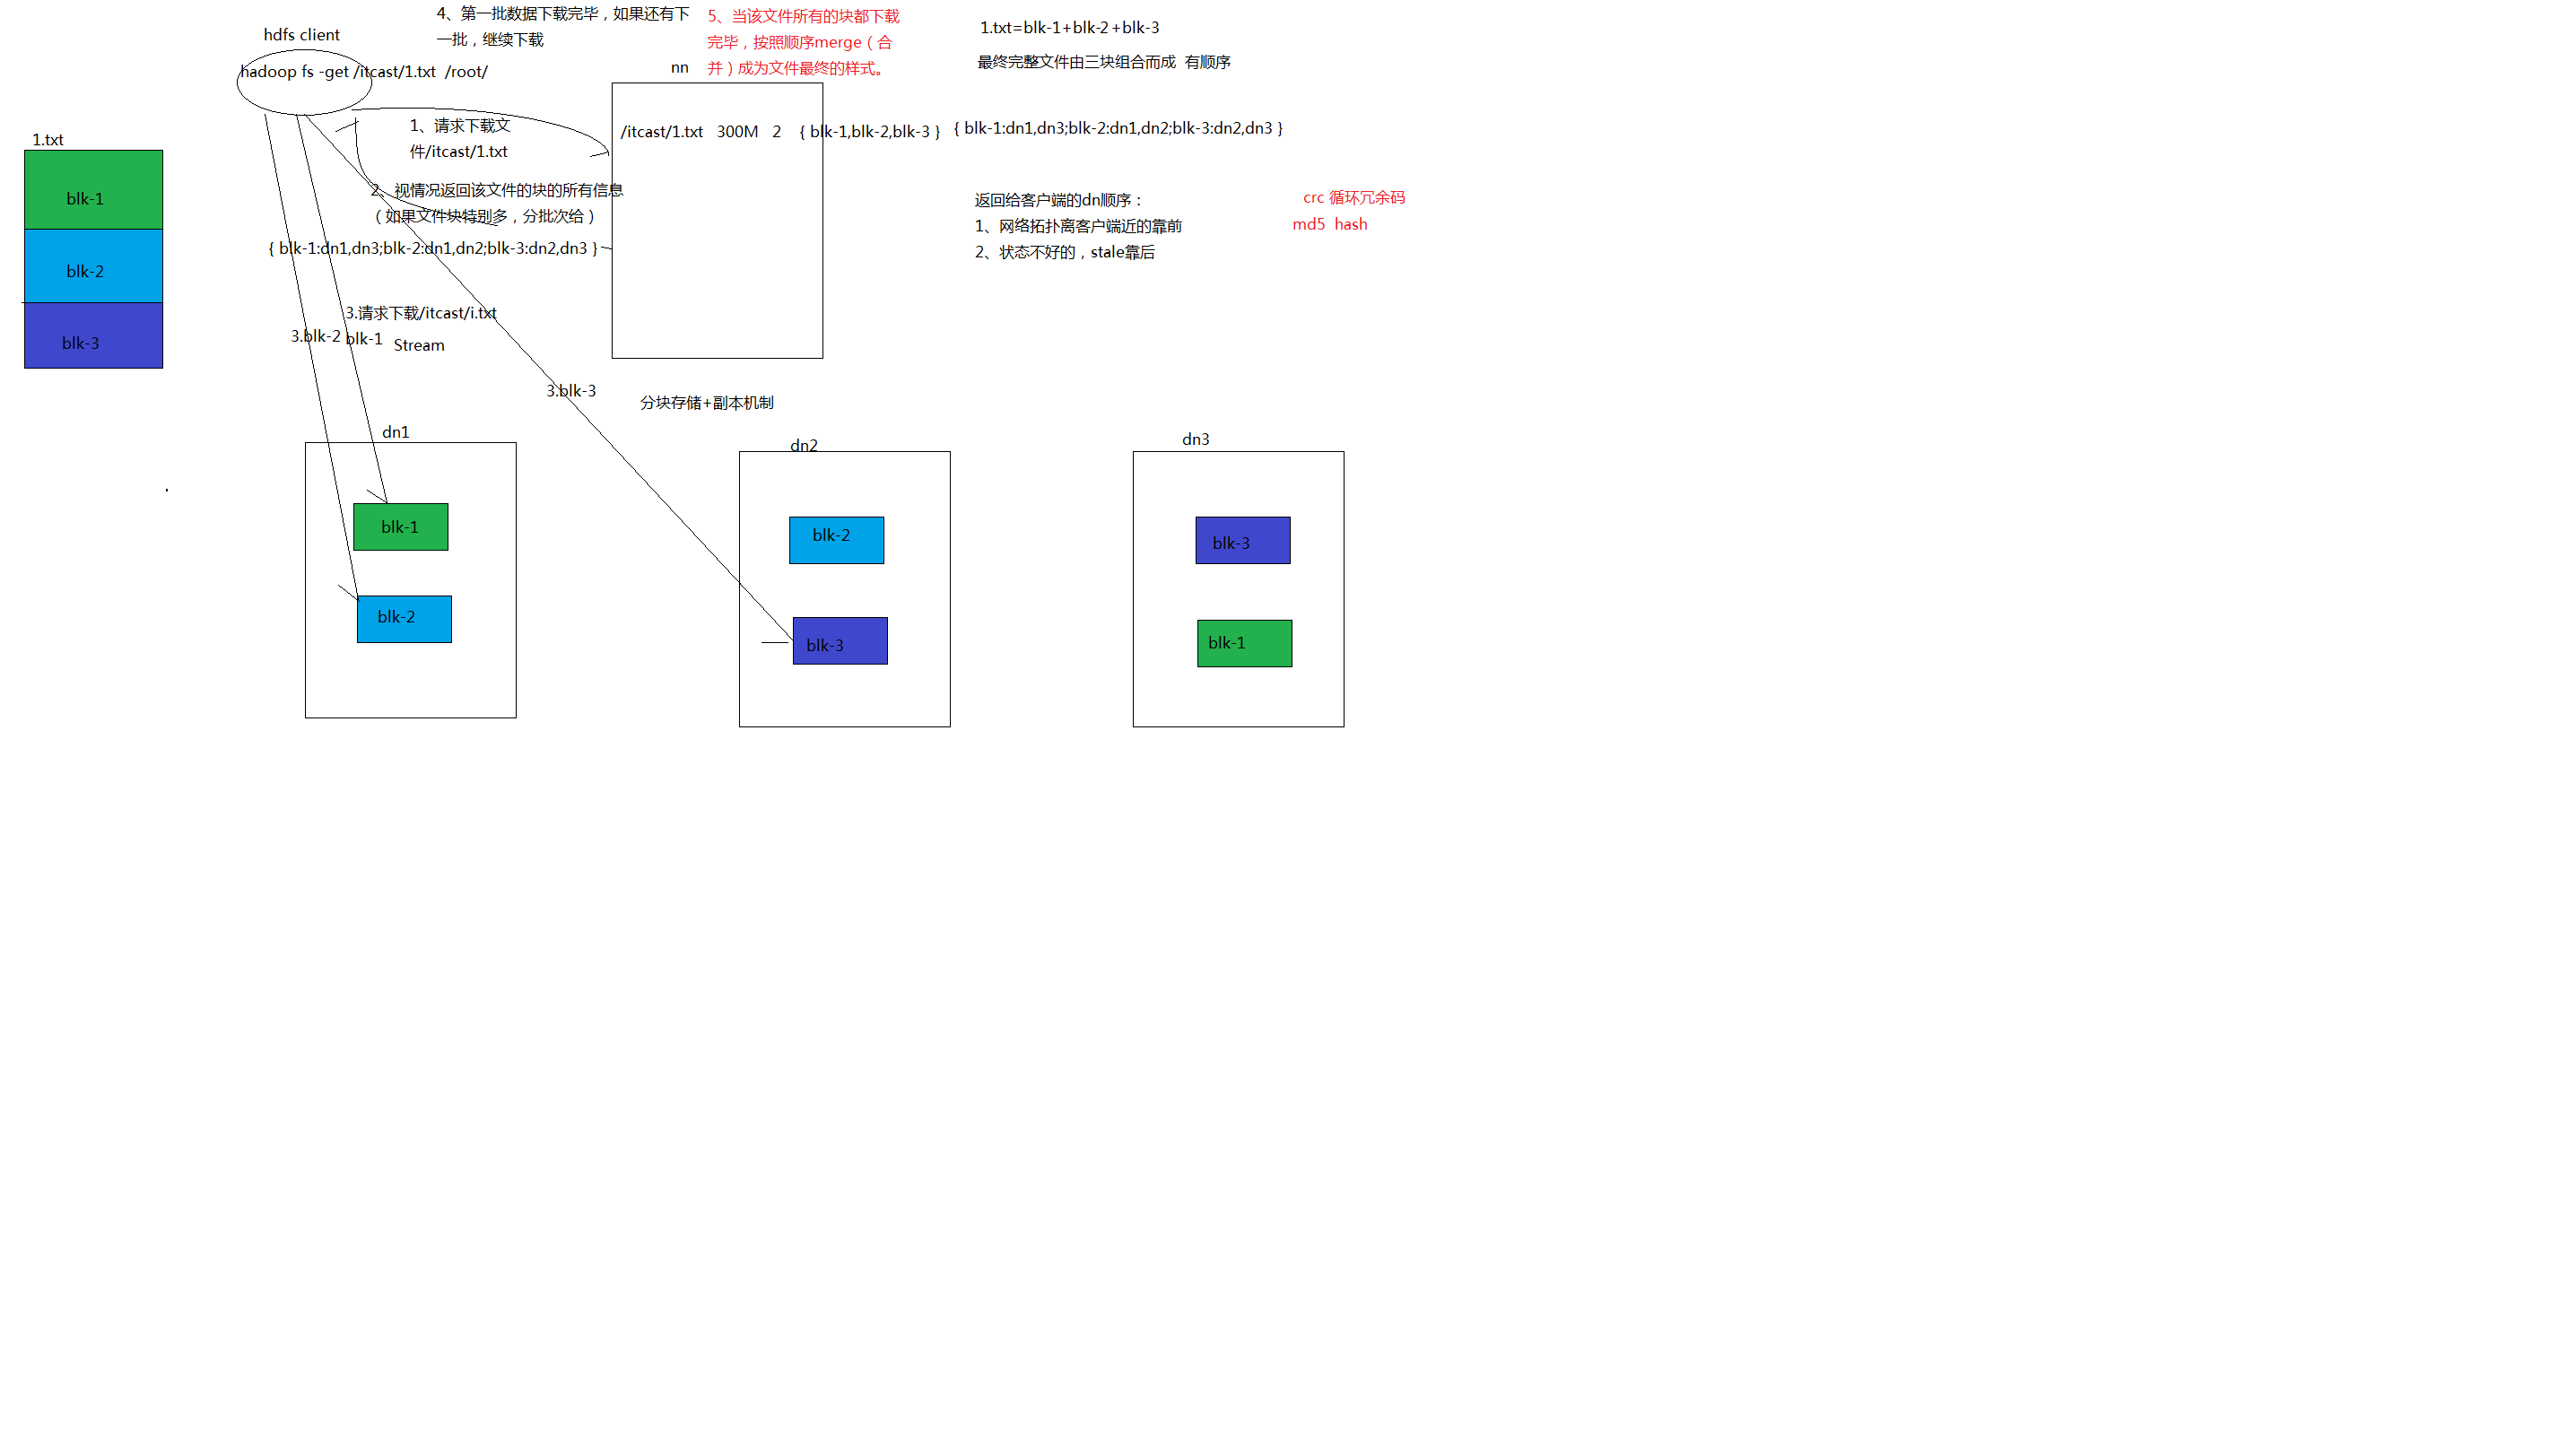 hdfs client
hadoop fs -get /itcast/1.txt  /root/
4、第一批数据下载完毕，如果还有下
一批，继续下载
5、当该文件所有的块都下载
完毕，按照顺序merge（合
并）成为文件最终的样式。
1.txt=blk-1+blk-2+blk-3
最终完整文件由三块组合而成  有顺序
nn
1.txt
blk-1
blk-2
blk-3
1、请求下载文
件/itcast/1.txt
/itcast/1.txt   300M   2    { blk-1,blk-2,blk-3 }
{ blk-1:dn1,dn3;blk-2:dn1,dn2;blk-3:dn2,dn3 }
2、视情况返回该文件的块的所有信息
（如果文件块特别多，分批次给）
{ blk-1:dn1,dn3;blk-2:dn1,dn2;blk-3:dn2,dn3 }
返回给客户端的dn顺序：
1、网络拓扑离客户端近的靠前
2、状态不好的，stale靠后
crc 循环冗余码
md5  hash
3.请求下载/itcast/i.txt
blk-1
Stream
3.blk-2
3.blk-3
分块存储+副本机制
dn1
blk-1
blk-2
dn2
blk-2
blk-3
dn3
blk-3
blk-1